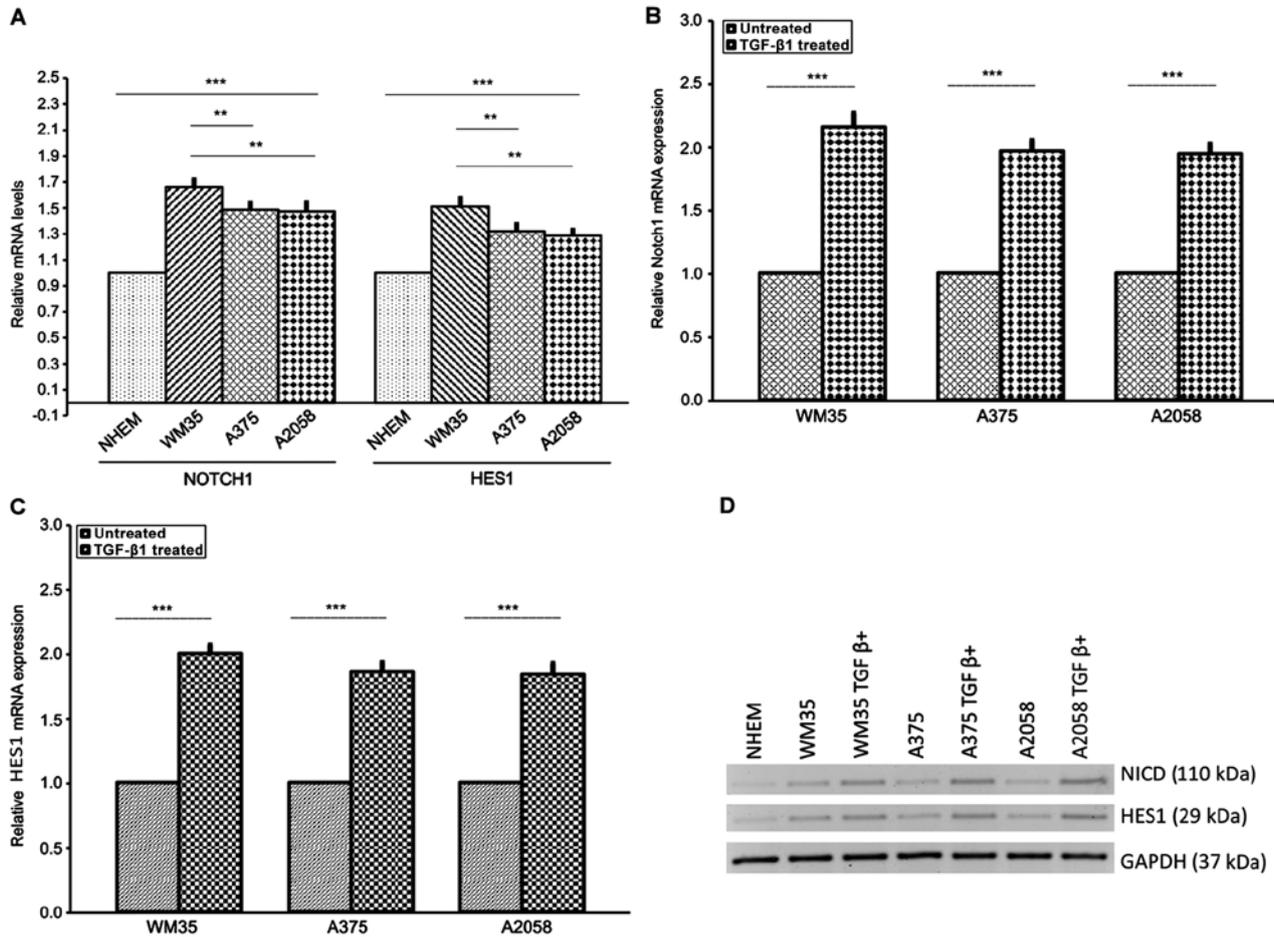 A
Relative mRNA levels
2.5
2.3
2.1
1.9
1.7
1.5
1.3
1.1
0.9
0.7
0.5
0.3
0.1
-0.1
***
**
**
***
**
**
NHEM
WM35
A375
A2058
NHEM
WM35
A375
A2058
NOTCH1
HES1
B
Relative Notch1 mRNA expression
3.0
2.5
2.0
1.5
1.0
0.5
0.0
Untreated
TGF-β1 treated
***
***
***
WM35
A375
A2058
C
Relative HES1 mRNA expression
3.0
2.5
2.0
1.5
1.0
0.5
0.0
Untreated
TGF-β1 treated
***
***
***
WM35
A375
A2058
D
NHEM
WM35
WM35 TGF β+
A375
A375 TGF β+
A2058
A2058 TGF β+
NICD (110 kDa)
HES1 (29 kDa)
GAPDH (37 kDa)